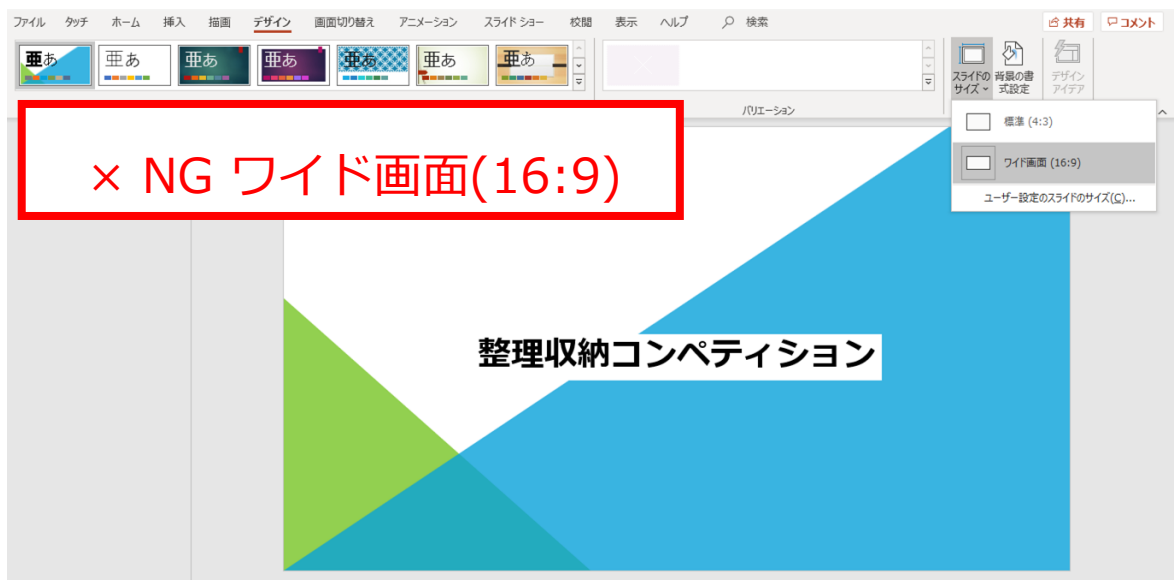 ファイル タッチ ホーム 挿入 描画 デザイン 画面切り替え アニメーション スライド ショー 校閲 表示 ヘルプ 検索 共有 コメント
亜あ 亜あ 亜あ 亜あ 亜あ 亜あ 亜あ
スライドの サイズ
背景の書 式設定
デザイン アイデア
バリエーション
標準 (4:3)
ワイド画面 (16:9)
ユーザー設定のスライドのサイズ(C)...
× NG ワイド画面(16:9)
整理収納コンペティション